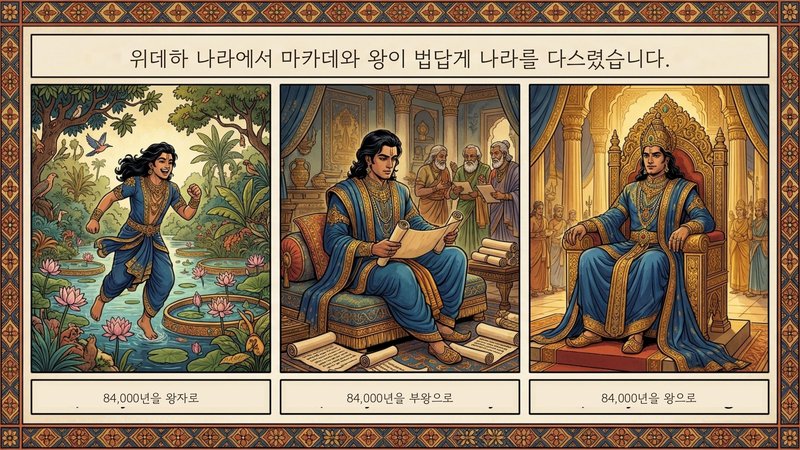 위데하 나라에서 마카데와 왕이 법답게 나라를 다스렸습니다.
84,000년을 왕자로
84,000년을 부왕으로
84,000년을 왕으로